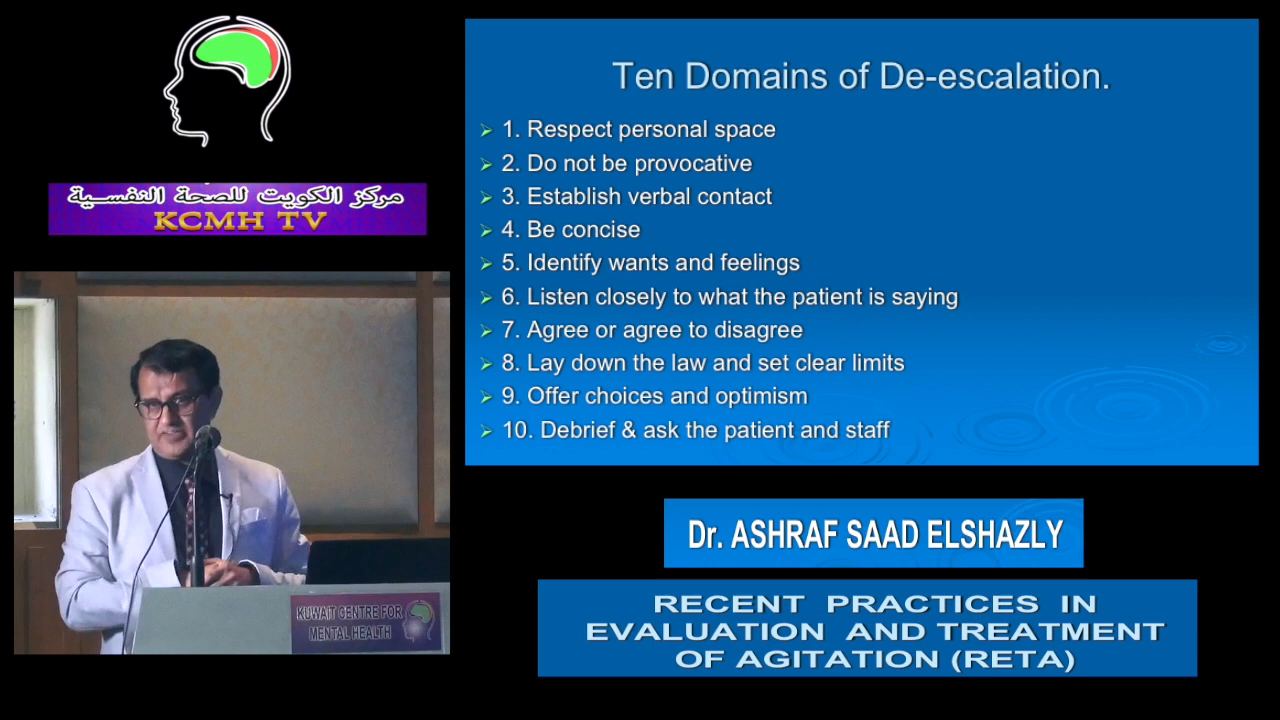 مركز الكويت للصحة النفسـية
KCMH TV
Ten Domains of De-escalation.
1. Respect personal space
2. Do not be provocative
3. Establish verbal contact
4. Be concise
5. Identify wants and feelings
6. Listen closely to what the patient is saying
7. Agree or agree to disagree
8. Lay down the law and set clear limits
9. Offer choices and optimism
10. Debrief & ask the patient and staff
KUWAIT CENTRE FOR
MENTAL HEALTH
Dr. ASHRAF SAAD ELSHAZLY
RECENT PRACTICES IN
EVALUATION AND TREATMENT
OF AGITATION (RETA)